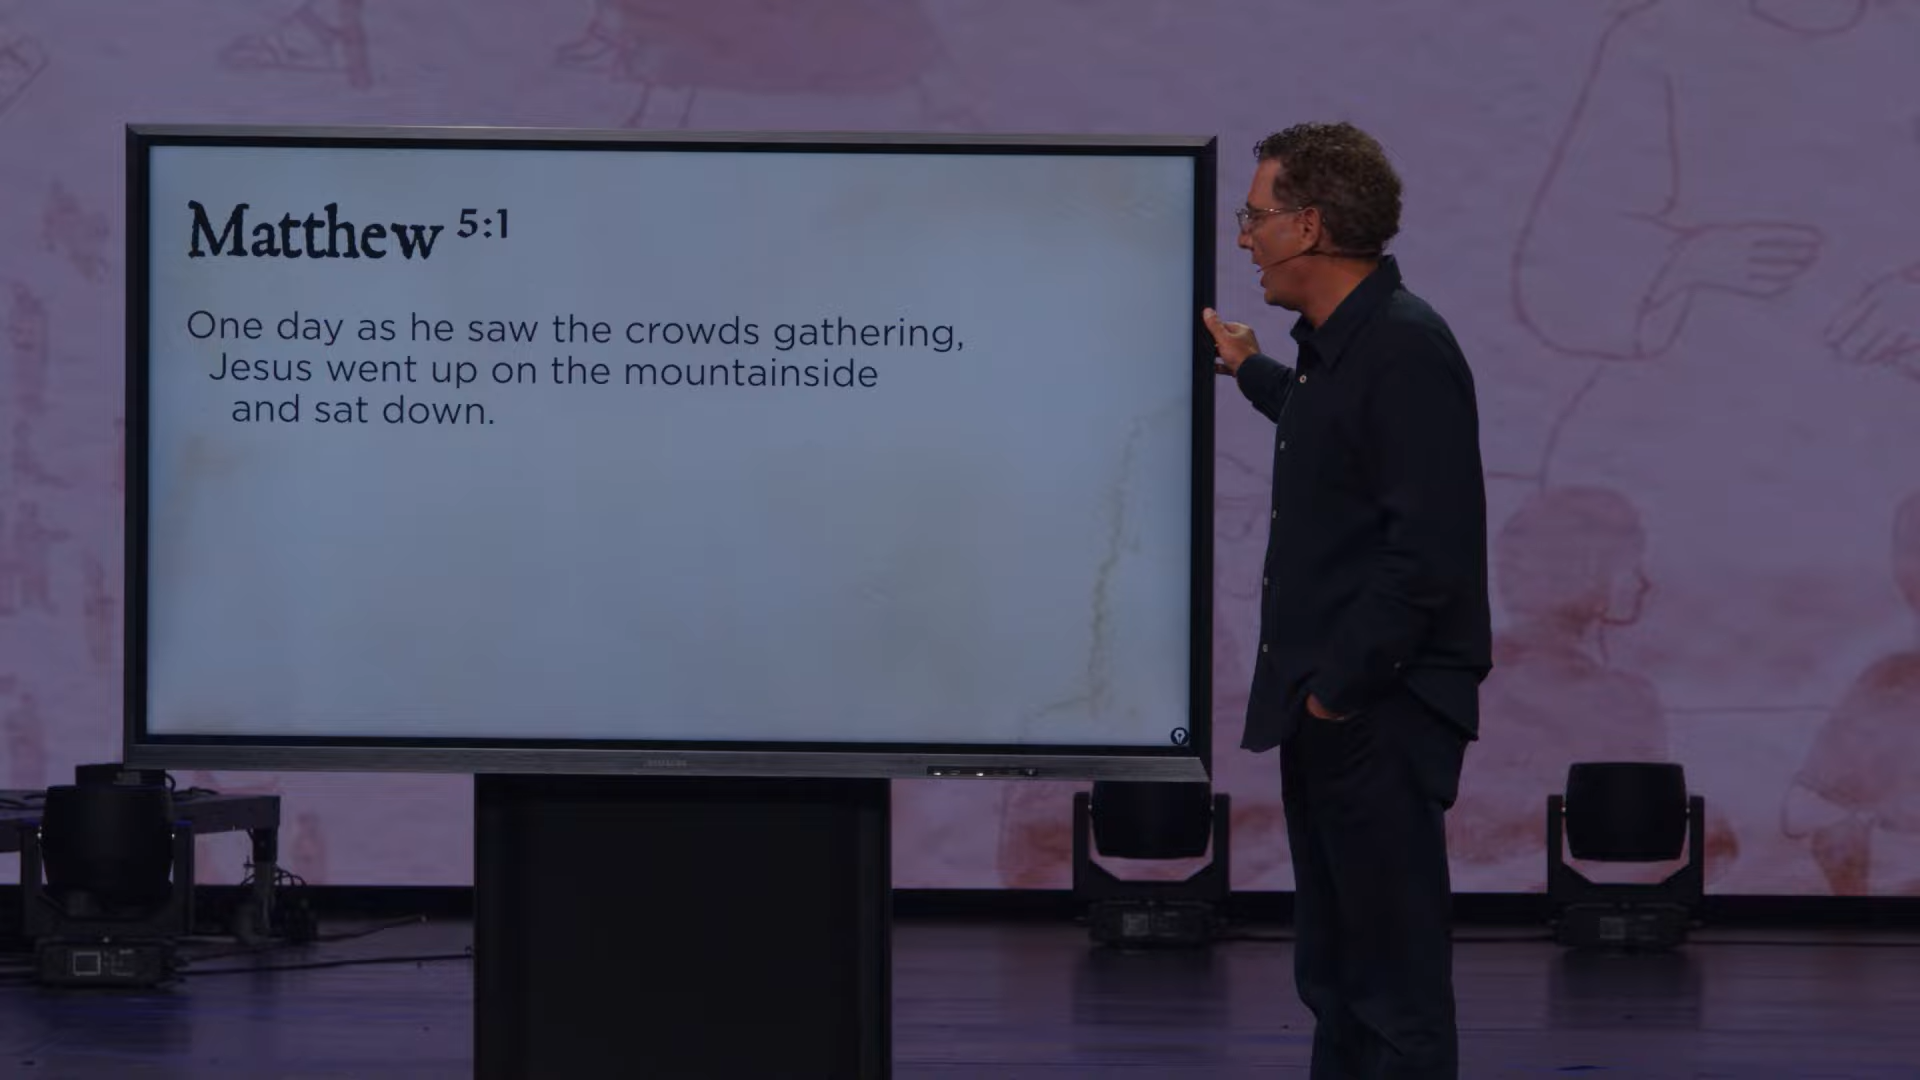 Matthew 5:1
One day as he saw the crowds gathering,
Jesus went up on the mountainside
and sat down.